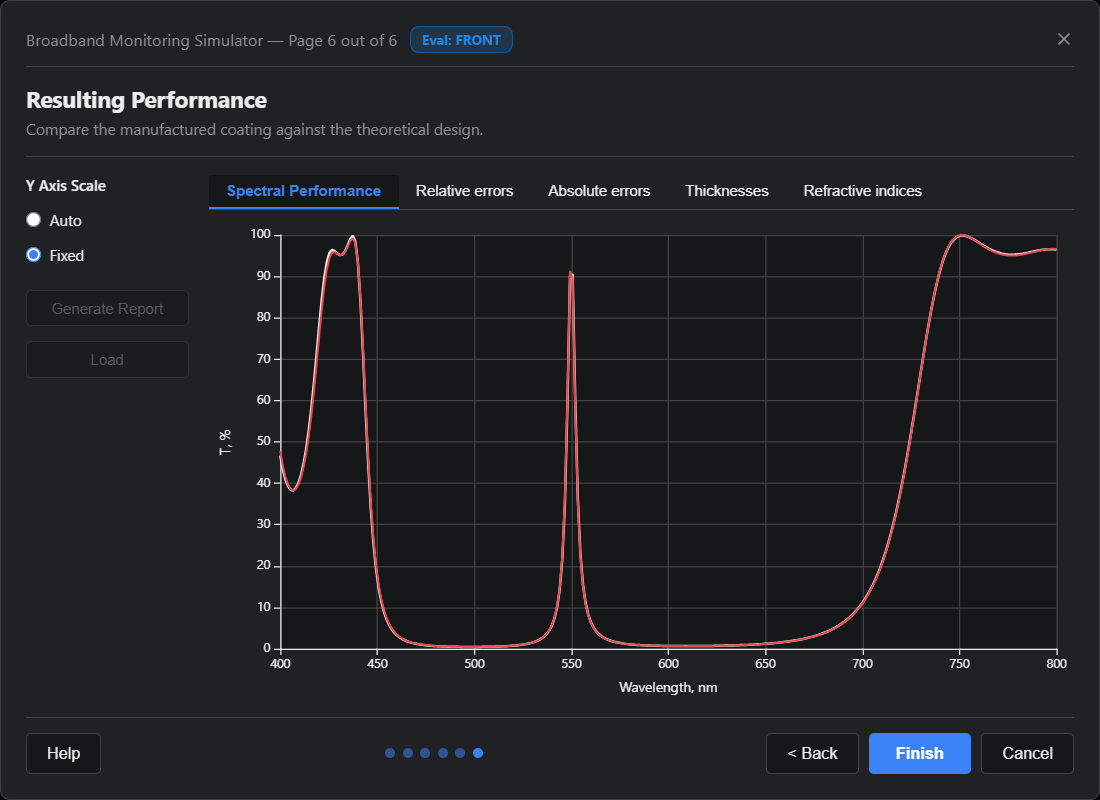 Broadband Monitoring Simulator — Page 6 out of 6 Eval: FRONT
Resulting Performance
Compare the manufactured coating against the theoretical design.
Y Axis Scale
Auto
Fixed
Generate Report
Load
Spectral Performance Relative errors Absolute errors Thicknesses Refractive indices
T, %
100
90
80
70
60
50
40
30
20
10
0
400 450 500 550 600 650 700 750 800
Wavelength, nm
Help < Back Finish Cancel